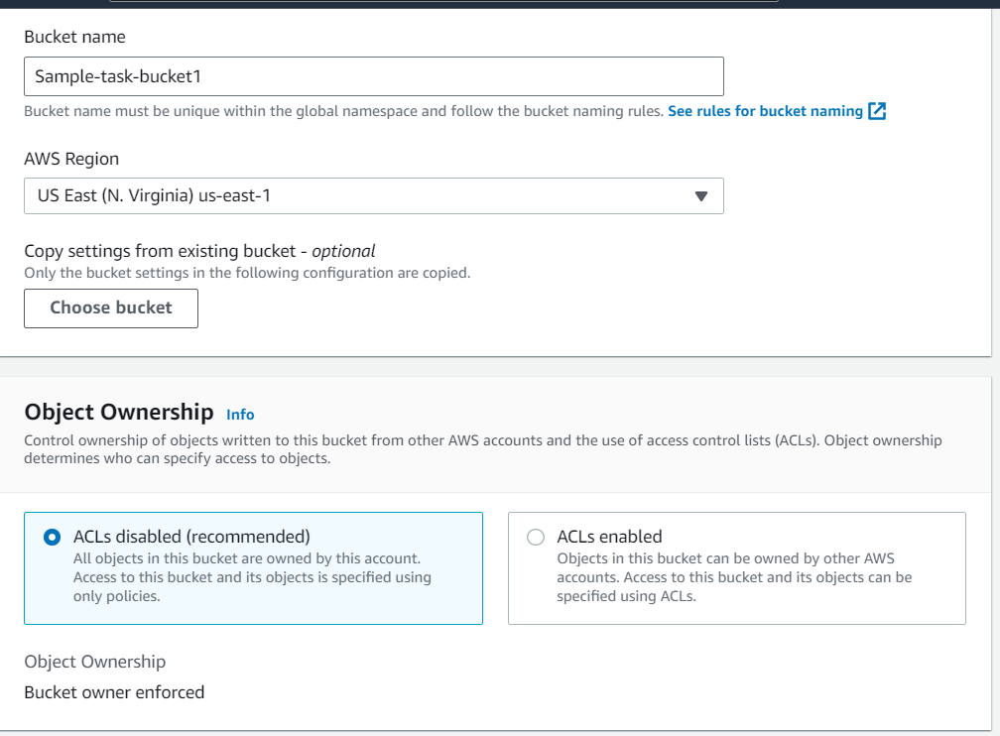 Bucket name
Sample-task-bucket1
Bucket name must be unique within the global namespace and follow the bucket naming rules. See rules for bucket naming
AWS Region
US East (N. Virginia) us-east-1
Copy settings from existing bucket - optional
Only the bucket settings in the following configuration are copied.
Choose bucket
Object Ownership Info
Control ownership of objects written to this bucket from other AWS accounts and the use of access control lists (ACLs). Object ownership
determines who can specify access to objects.
ACLs disabled (recommended)
All objects in this bucket are owned by this account.
Access to this bucket and its objects is specified using
only policies.
ACLs enabled
Objects in this bucket can be owned by other AWS
accounts. Access to this bucket and its objects can be
specified using ACLs.
Object Ownership
Bucket owner enforced